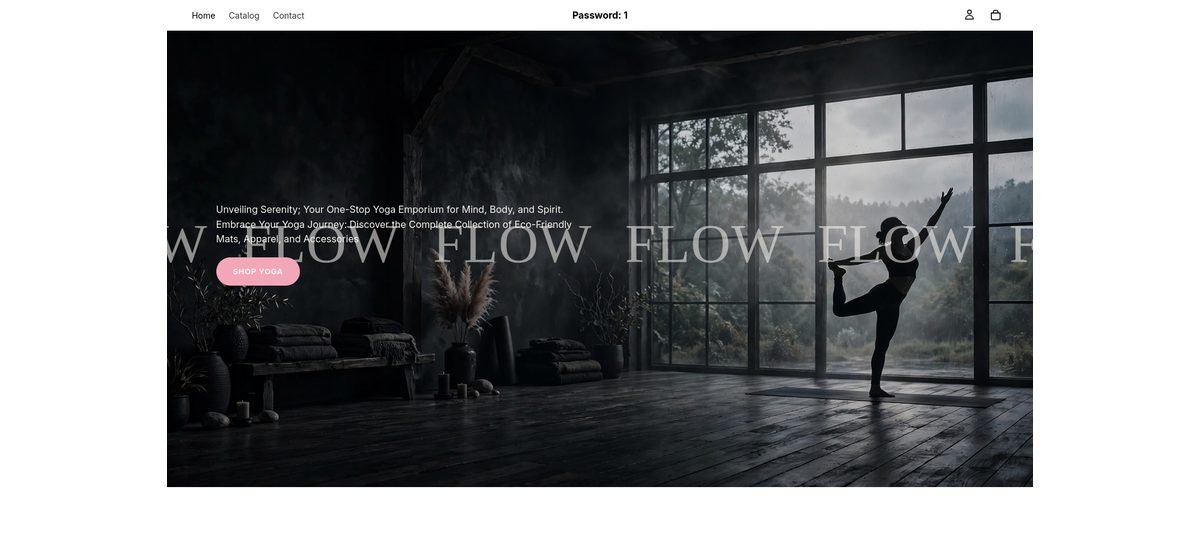 Home Catalog Contact
Password: 1
Unveiling Serenity; Your One-Stop Yoga Emporium for Mind, Body, and Spirit.
Embrace Your Yoga Journey: Discover the Complete Collection of Eco-Friendly
Mats, Apparel, and Accessories
W FLOW FLOW FLOW FLOW F
SHOP YOGA